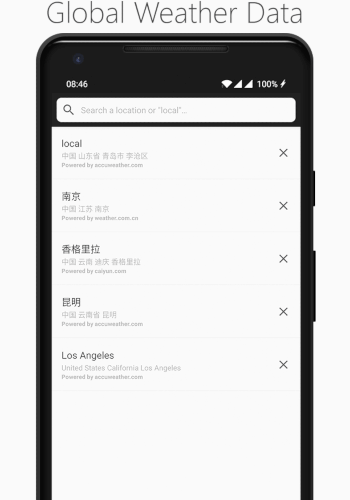 Global Weather Data
08:46
100%
Search a location or "local"...
local
中国 山东省 青岛市 李沧区
Powered by accuweather.com
南京
中国 江苏 南京
Powered by weather.com.cn
香格里拉
中国 云南 迪庆 香格里拉
Powered by caiyun.com
昆明
中国 云南省 昆明
Powered by accuweather.com
Los Angeles
United States California Los Angeles
Powered by accuweather.com